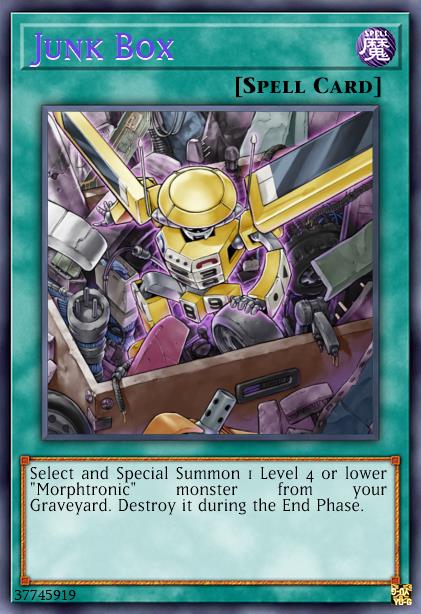 Junk Box
SPELL
魔
[Spell Card]
Select and Special Summon 1 Level 4 or lower
"Morphtronic" monster from your
Graveyard. Destroy it during the End Phase.
37745919